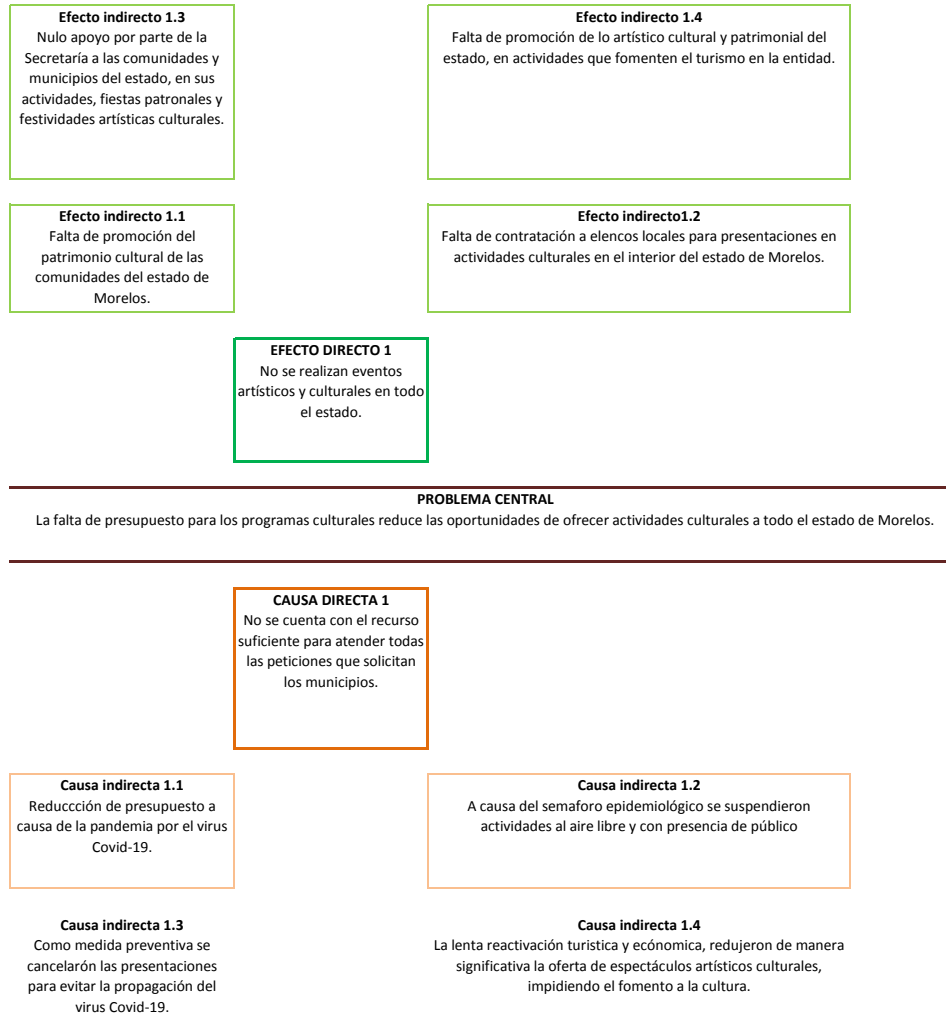 Efecto indirecto 1.3
Nulo apoyo por parte de la
Secretaría a las comunidades y
municipios del estado, en sus
actividades, fiestas patronales y
festividades artísticas culturales.
Efecto indirecto 1.4
Falta de promoción de lo artístico cultural y patrimonial del
estado, en actividades que fomenten el turismo en la entidad.
Efecto indirecto 1.1
Falta de promoción del
patrimonio cultural de las
comunidades del estado de
Morelos.
Efecto indirecto1.2
Falta de contratación a elencos locales para presentaciones en
actividades culturales en el interior del estado de Morelos.
EFECTO DIRECTO 1
No se realizan eventos
artísticos y culturales en todo
el estado.
PROBLEMA CENTRAL
La falta de presupuesto para los programas culturales reduce las oportunidades de ofrecer actividades culturales a todo el estado de Morelos.
CAUSA DIRECTA 1
No se cuenta con el recurso
suficiente para atender todas
las peticiones que solicitan
los municipios.
Causa indirecta 1.1
Reduccción de presupuesto a
causa de la pandemia por el virus
Covid-19.
Causa indirecta 1.2
A causa del semaforo epidemiológico se suspendieron
actividades al aire libre y con presencia de público
Causa indirecta 1.3
Como medida preventiva se
cancelarón las presentaciones
para evitar la propagación del
virus Covid-19.
Causa indirecta 1.4
La lenta reactivación turistica y ecónomica, redujeron de manera
significativa la oferta de espectáculos artísticos culturales,
impidiendo el fomento a la cultura.